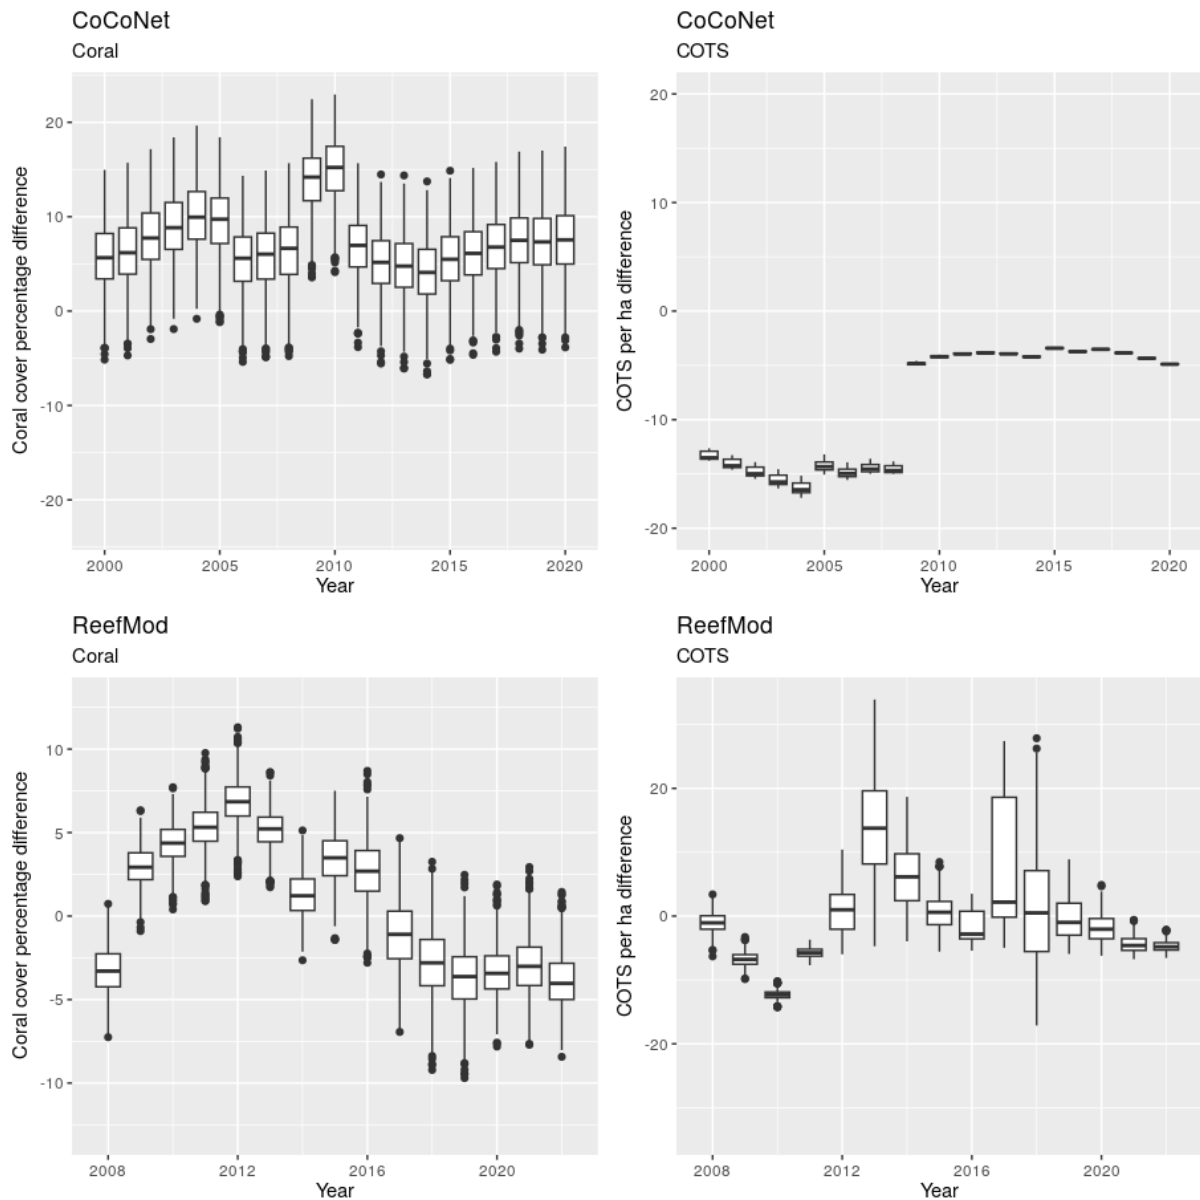 CoCoNet
Coral
Coral cover percentage difference
20
10
0
-10
-20
2000 2005 2010 2015 2020
Year
CoCoNet
COTS
COTS per ha difference
20
10
0
-10
-20
2000 2005 2010 2015 2020
Year
ReefMod
Coral
Coral cover percentage difference
10
5
0
-5
-10
2008 2012 2016 2020
Year
ReefMod
COTS
COTS per ha difference
20
0
-20
2008 2012 2016 2020
Year